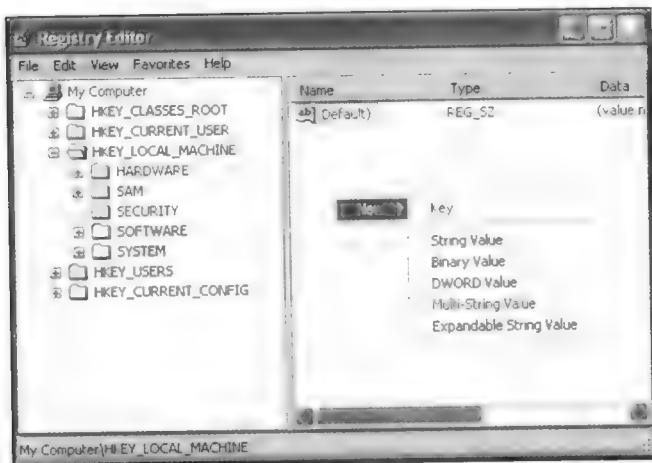 Registry Editor
File Edit View Favorites Help
My Computer
HKEY_CLASSES_ROOT
HKEY_CURRENT_USER
HKEY_LOCAL_MACHINE
HARDWARE
SAM
SECURITY
SOFTWARE
SYSTEM
HKEY_USERS
HKEY_CURRENT_CONFIG
Name Type Data
ab Default) REG_SZ (value n
New Key
String Value
Binary Value
DWORD Value
Multi-String Value
Expandable String Value
My Computer\HKEY_LOCAL_MACHINE